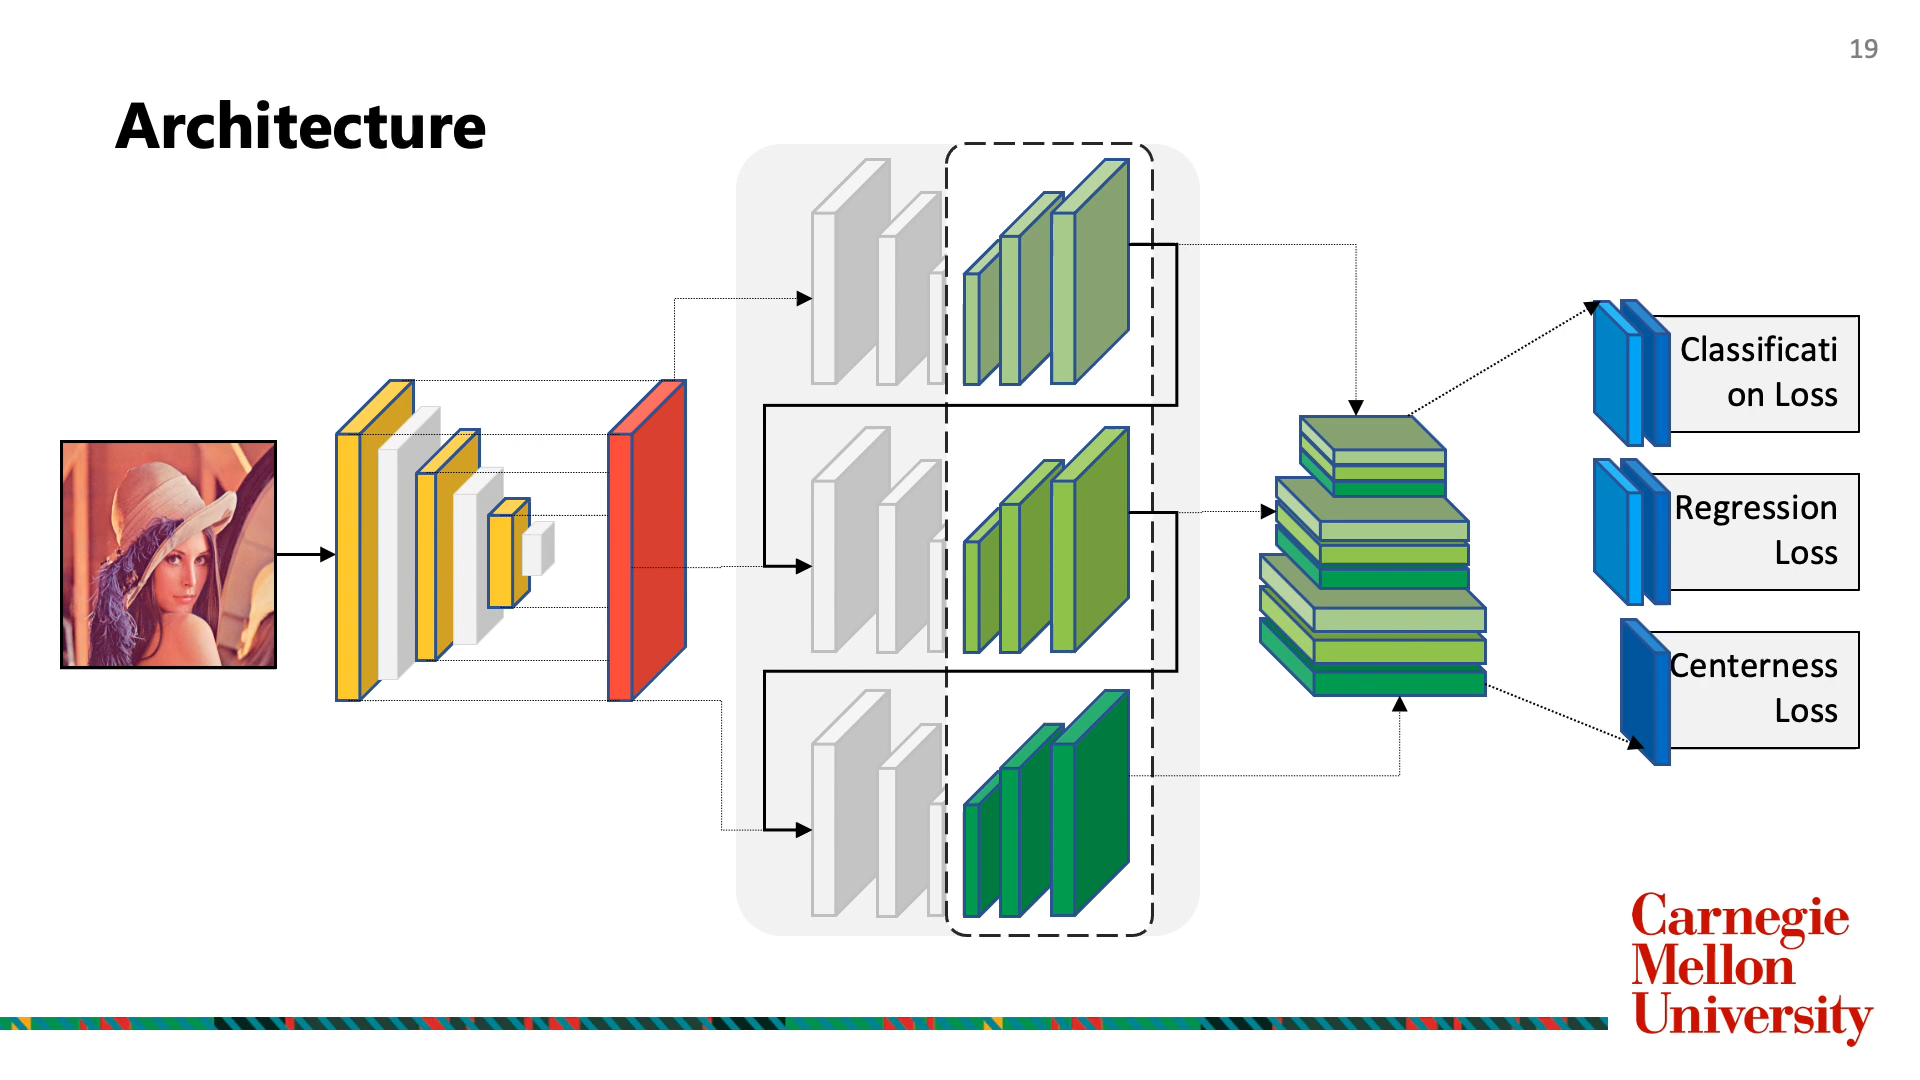 19
Architecture
Classificati
on Loss
Regression
Loss
Centerness
Loss
Carnegie
Mellon
University